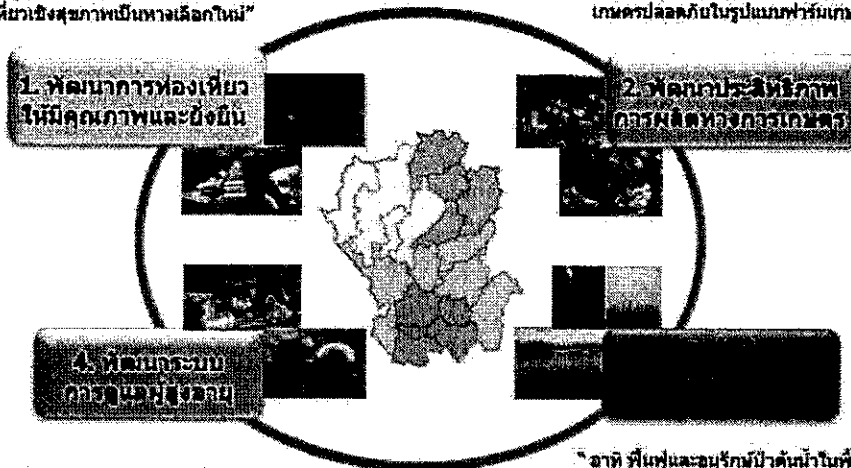 เที่ยวเชิงสุขภาพเป็นทางเลือกใหม่"
เกษตรปลอดภัยในรูปแบบฟาร์มเกษ
1. พัฒนาการท่องเที่ยว
ให้มีคุณภาพและยั่งยืน
2. พัฒนาประสิทธิภาพ
การผลิตทางการเกษตร
4. พัฒนาระบบ
การดูแลผู้สูงอายุ
" อาทิ ฟื้นฟูและอนุรักษ์ป่าต้นน้ำในพื้